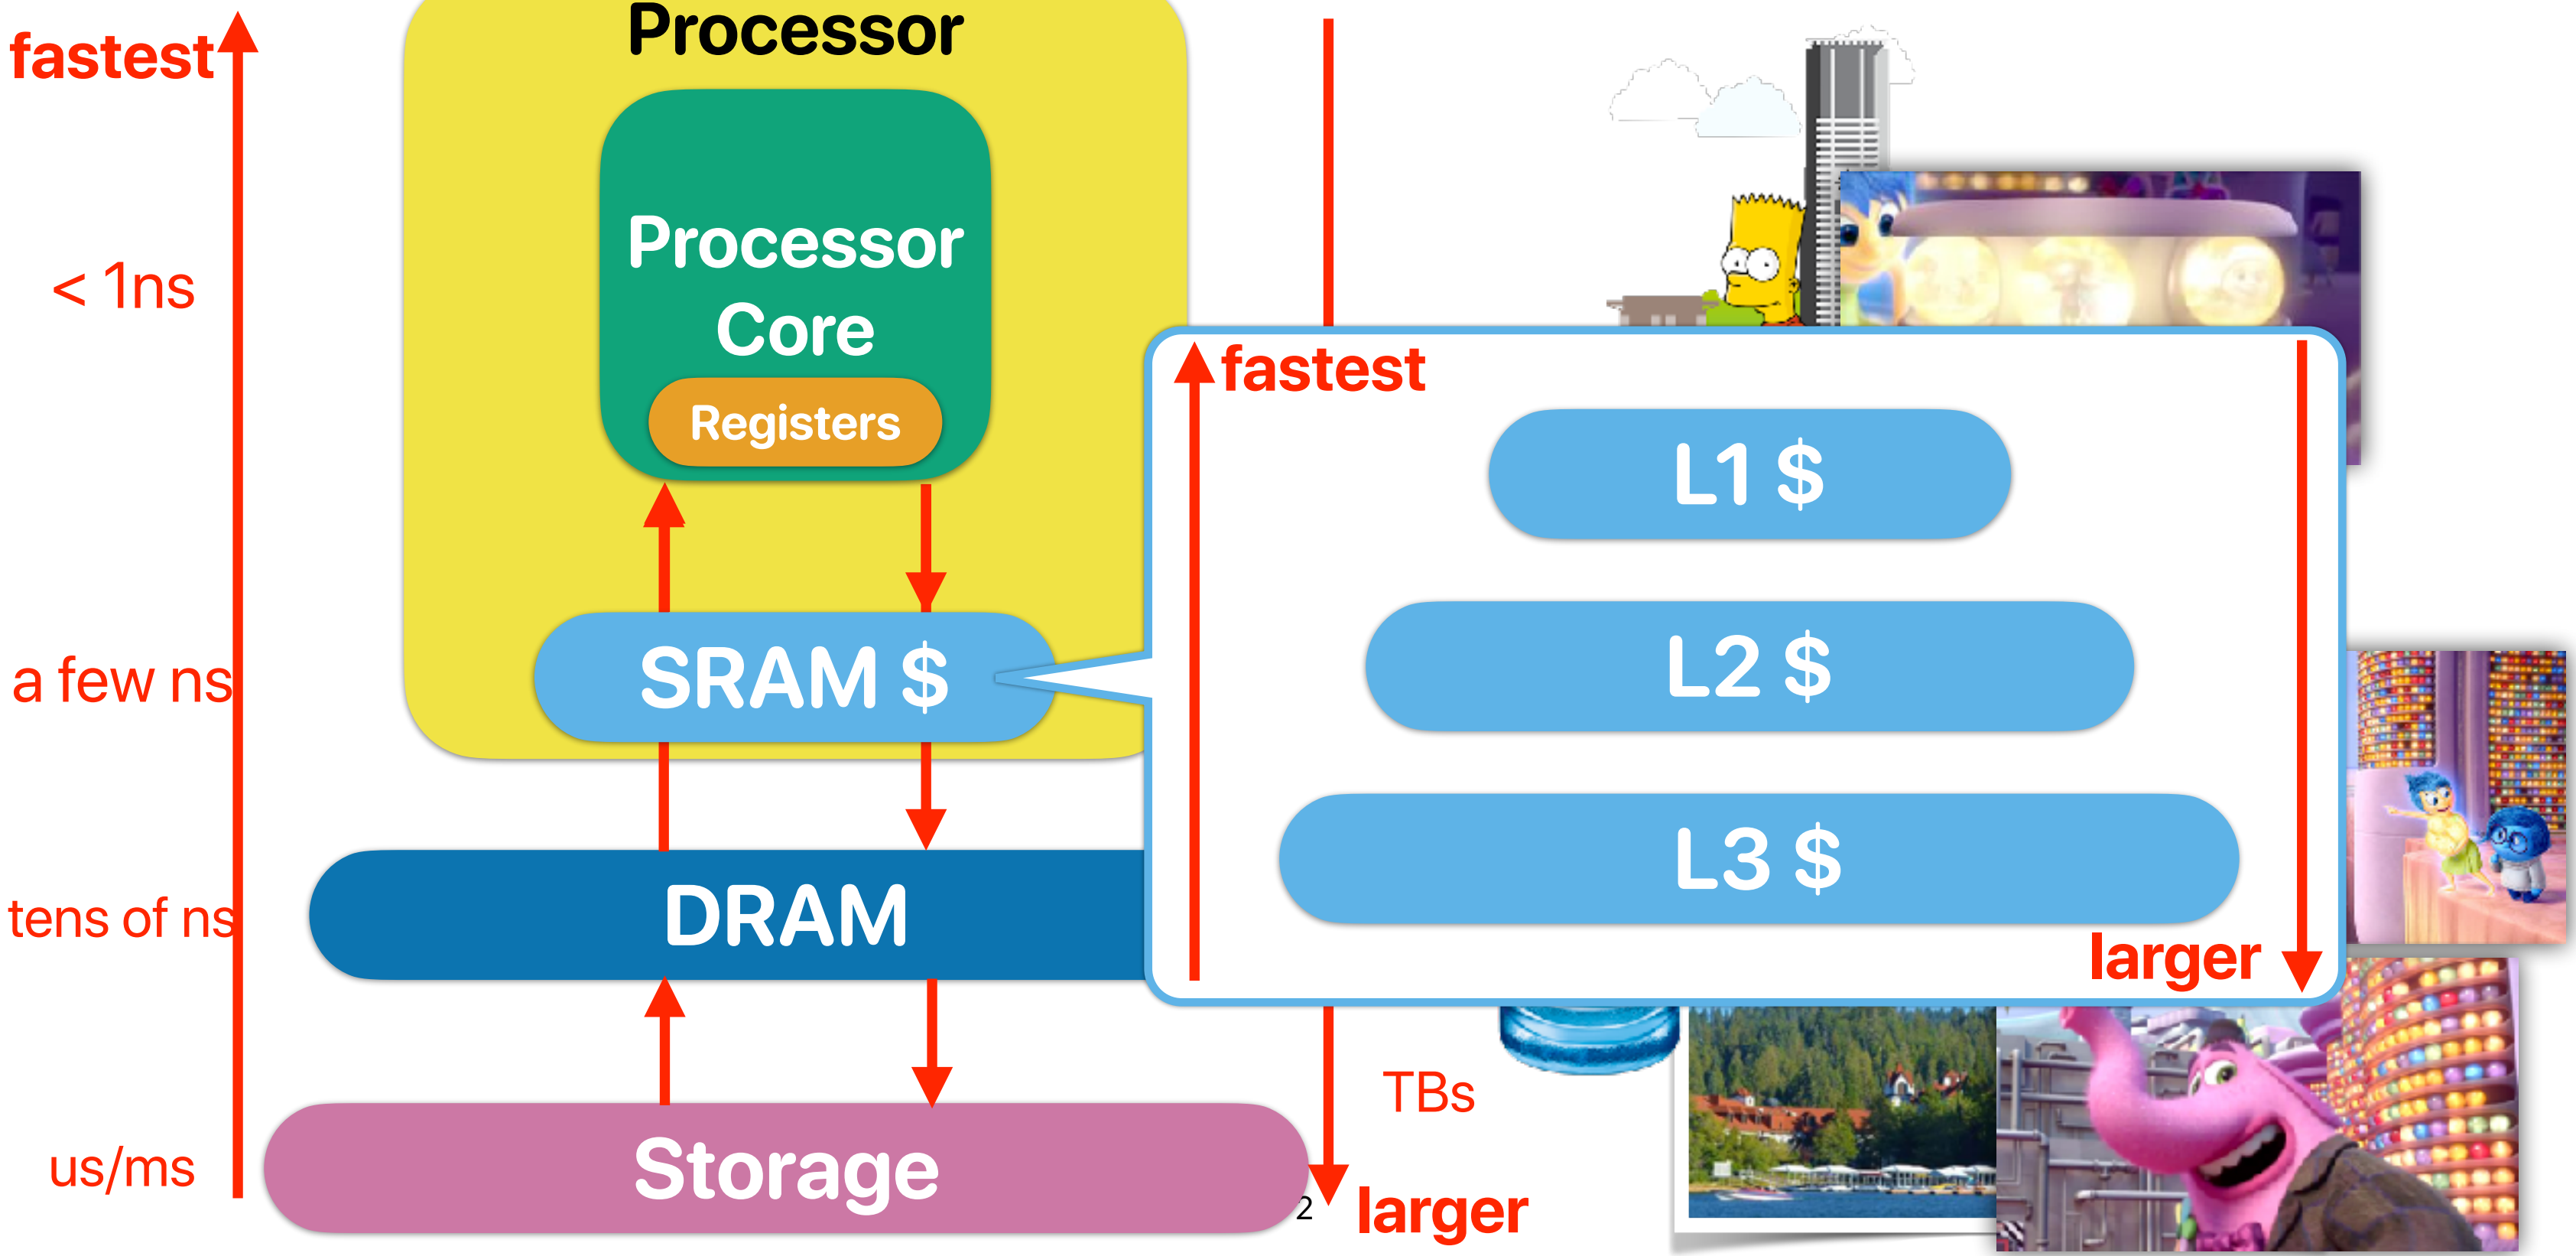 Processor
fastest
Processor
Core
< 1ns
Registers
fastest
L1 $
L2 $
a few ns
SRAM $
L3 $
tens of ns
DRAM
larger
TBs
us/ms
Storage
2
larger